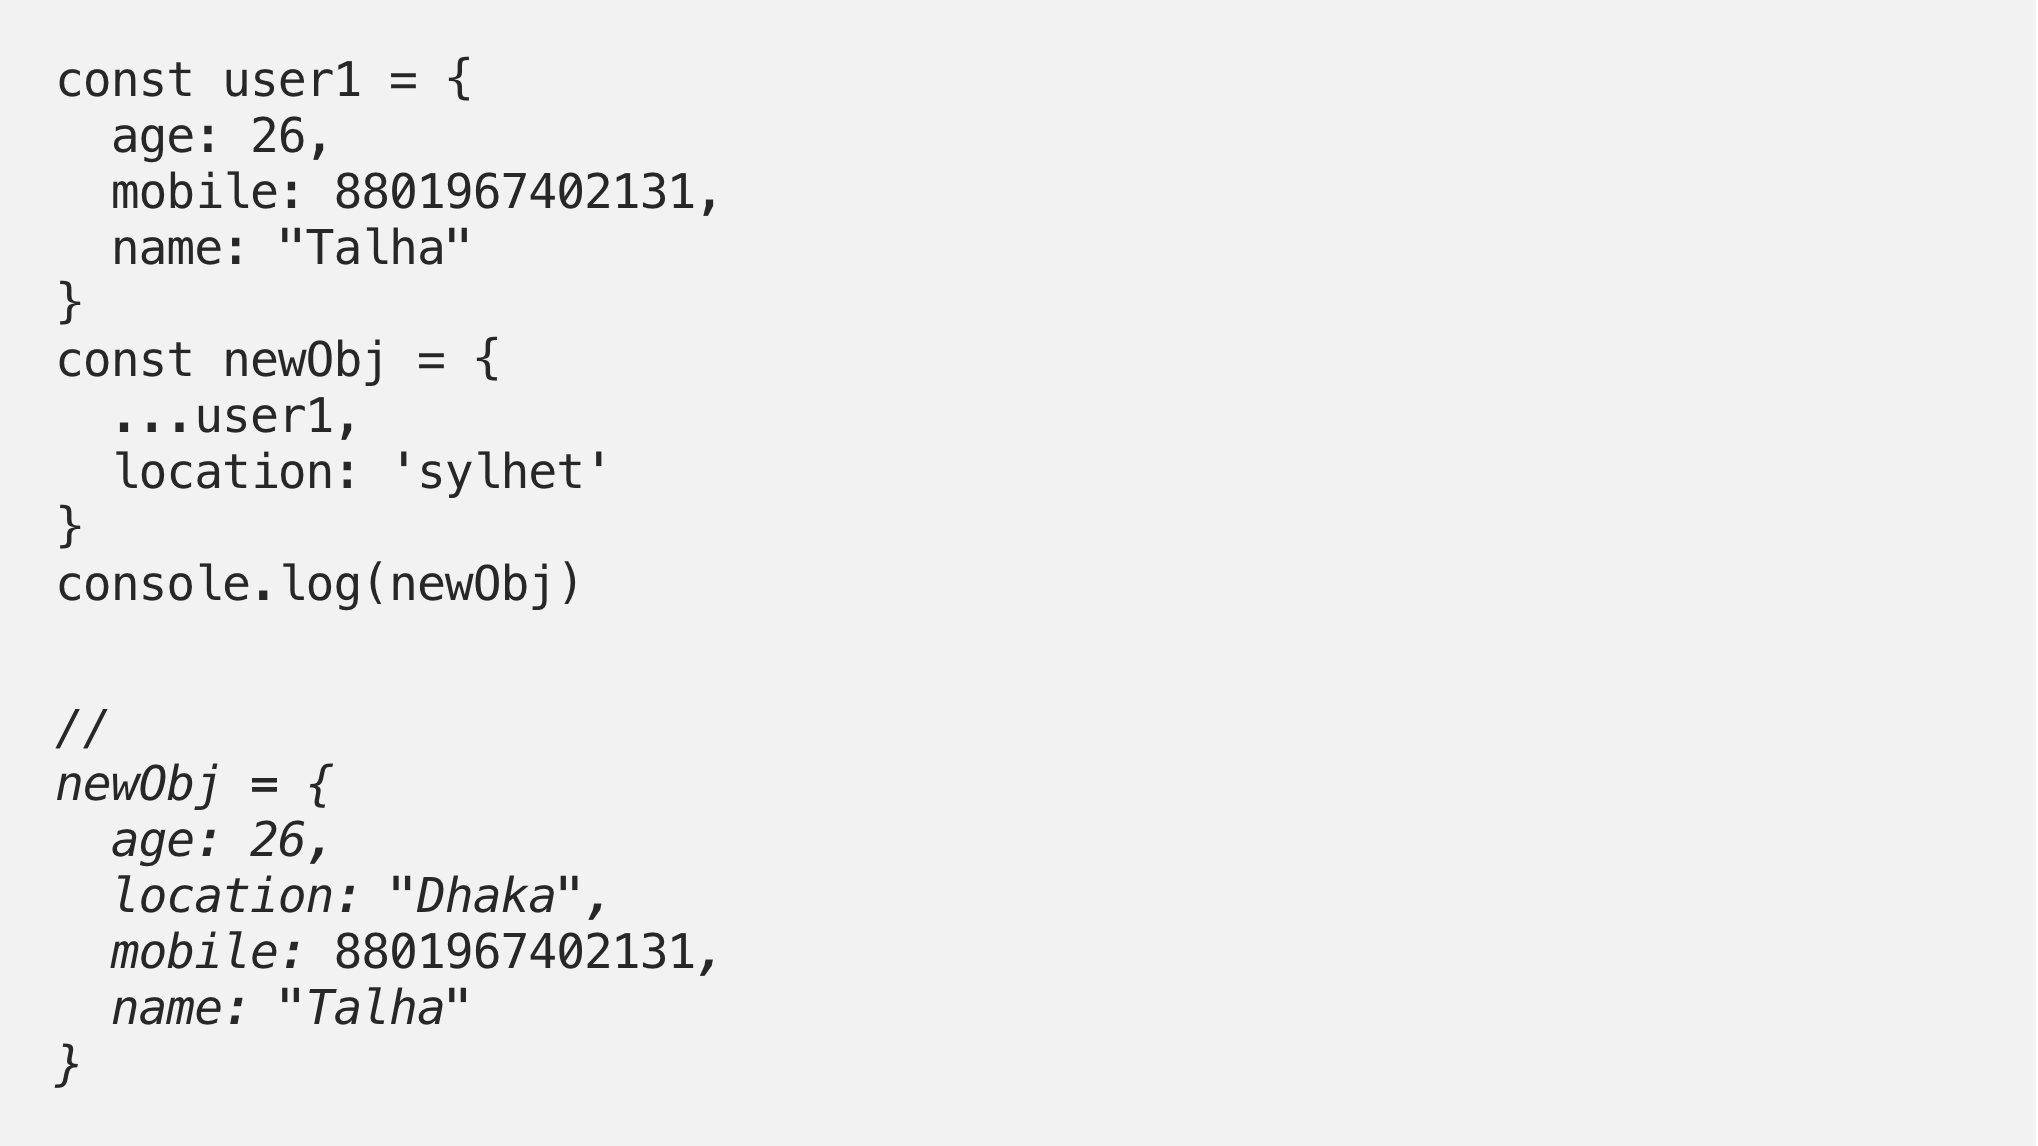 const user1 = {
  age: 26,
  mobile: 8801967402131,
  name: "Talha"
}
const newObj = {
  ...user1,
  location: 'sylhet'
}
console.log(newObj)
//
newObj = {
  age: 26,
  location: "Dhaka",
  mobile: 8801967402131,
  name: "Talha"
}